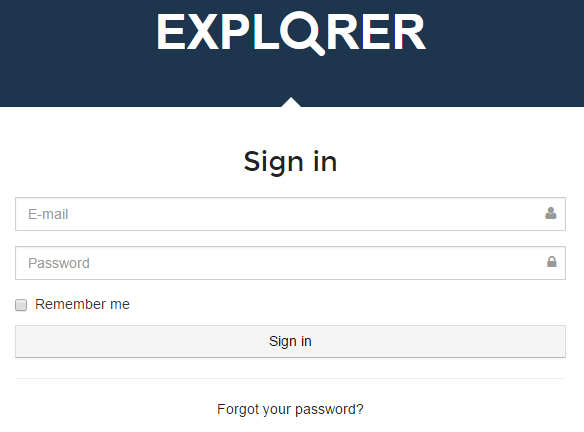 EXPLORER
Sign in
E-mail
Password
Remember me
Sign in
Forgot your password?